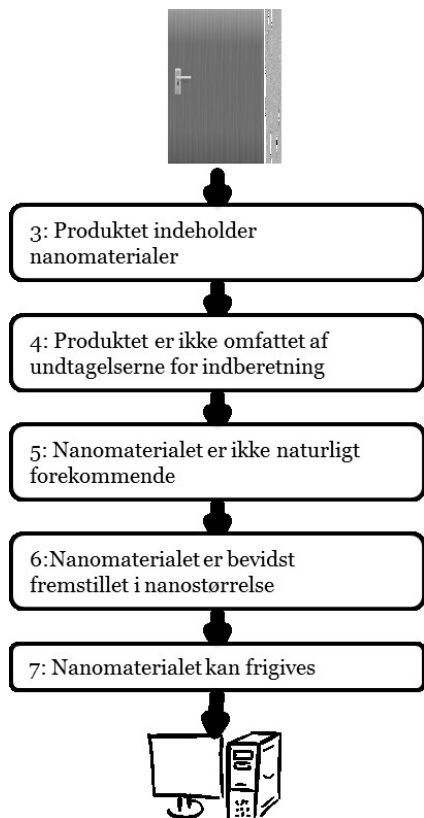 3: Produktet indeholder
nanomaterialer
4: Produktet er ikke omfattet af
undtagelserne for indberetning
5: Nanomaterialet er ikke naturligt
forekommende
6:Nanomaterialet er bevidst
fremstillet i nanostørrelse
7: Nanomaterialet kan frigives